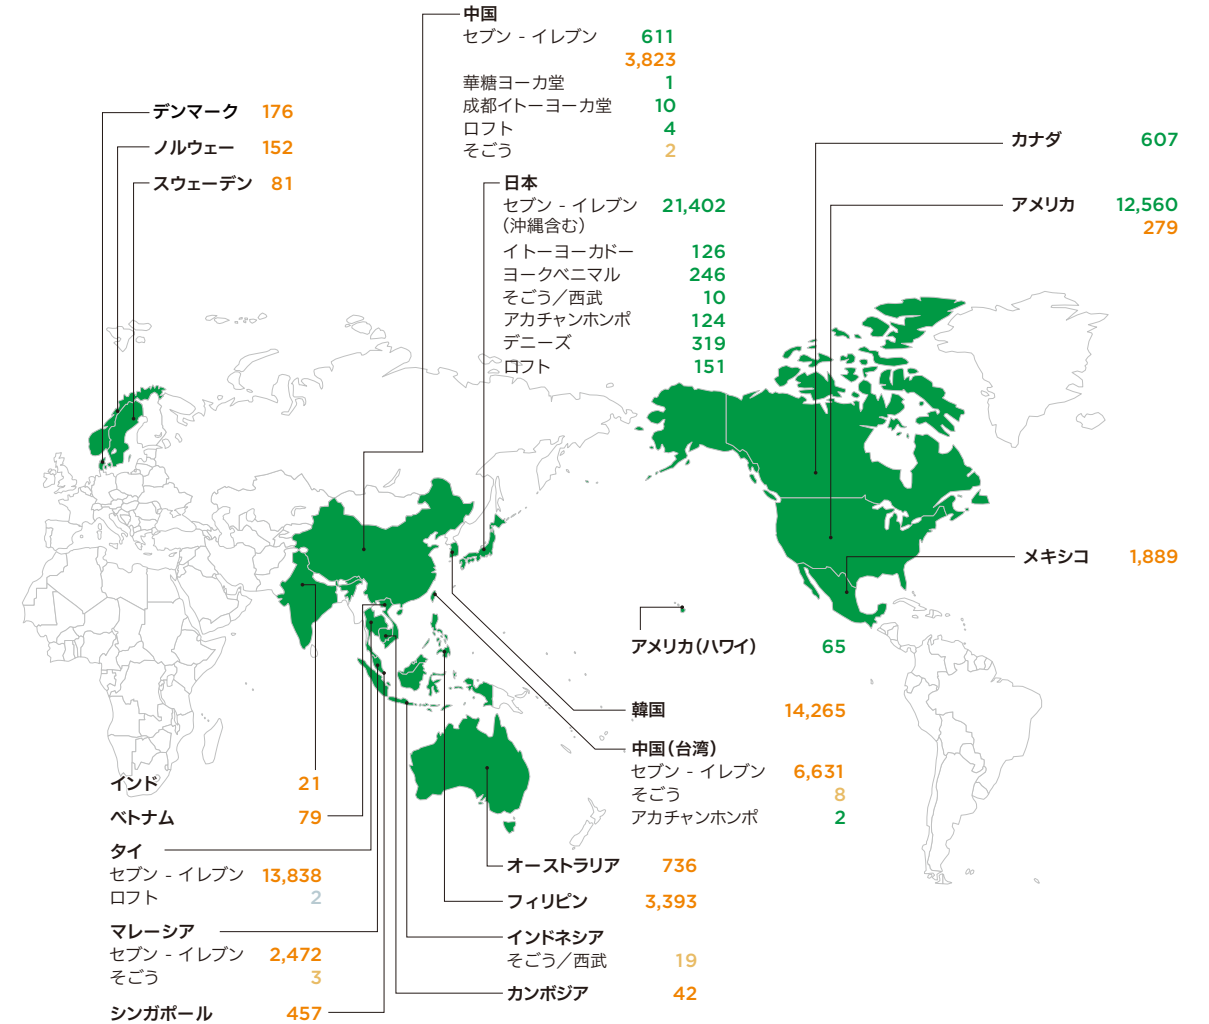 中国
セブン - イレブン 611
3,823
華糖ヨーカ堂 1
成都イトーヨーカ堂 10
ロフト 4
そごう 2
デンマーク 176
ノルウェー 152
スウェーデン 81
日本
セブン - イレブン 21,402
（沖縄含む）
イトーヨーカドー 126
ヨークベニマル 246
そごう／西武 10
アカチャンホンポ 124
デニーズ 319
ロフト 151
カナダ 607
アメリカ 12,560
279
メキシコ 1,889
アメリカ（ハワイ） 65
韓国 14,265
中国（台湾）
セブン - イレブン 6,631
そごう 8
アカチャンホンポ 2
インド 21
ベトナム 79
タイ
セブン - イレブン 13,838
ロフト 2
マレーシア
セブン - イレブン 2,472
そごう 3
シンガポール 457
オーストラリア 736
フィリピン 3,393
インドネシア
そごう／西武 19
カンボジア 42